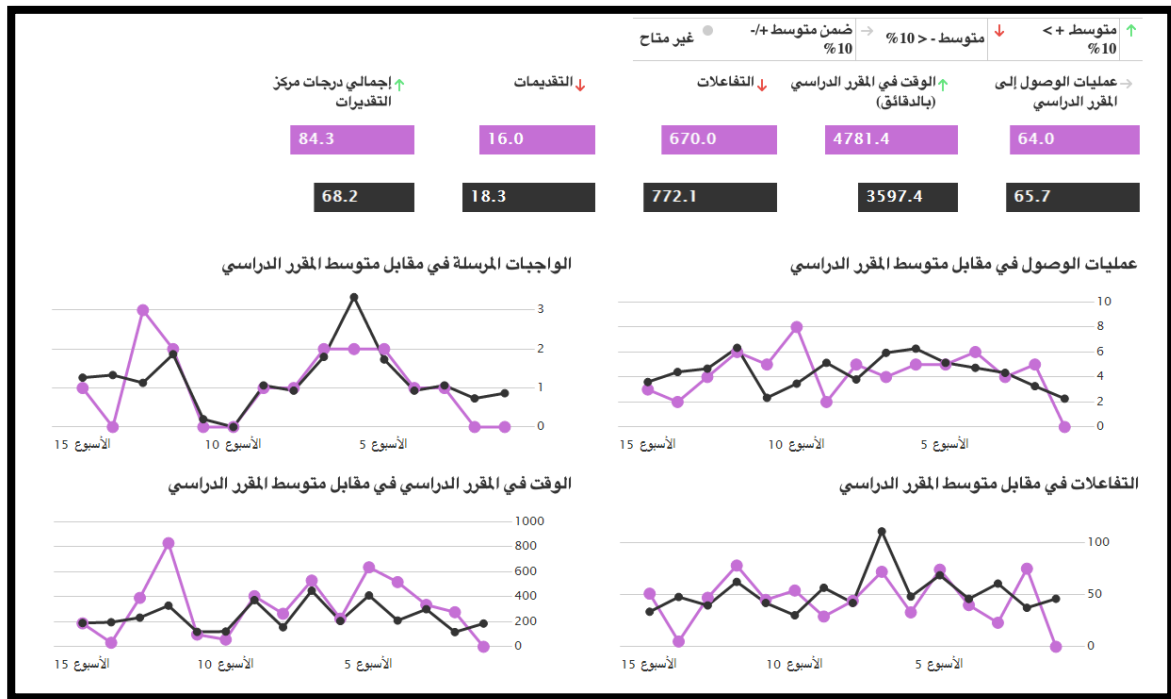 متوسط + > 10%
متوسط - < 10%
ضمن متوسط +/- 10%
غير متاح
عمليات الوصول إلى المقرر الدراسي
الوقت في المقرر الدراسي (بالدقائق)
التفاعلات
التقديمات
إجمالي درجات مركز التقديرات
64.0
4781.4
670.0
16.0
84.3
65.7
3597.4
772.1
18.3
68.2
عمليات الوصول في مقابل متوسط المقرر الدراسي
10
8
6
4
2
0
الأسبوع 5
الأسبوع 10
الأسبوع 15
الواجبات المرسلة في مقابل متوسط المقرر الدراسي
3
2
1
0
الأسبوع 5
الأسبوع 10
الأسبوع 15
التفاعلات في مقابل متوسط المقرر الدراسي
100
50
0
الأسبوع 5
الأسبوع 10
الأسبوع 15
الوقت في المقرر الدراسي في مقابل متوسط المقرر الدراسي
1000
800
600
400
200
0
الأسبوع 5
الأسبوع 10
الأسبوع 15